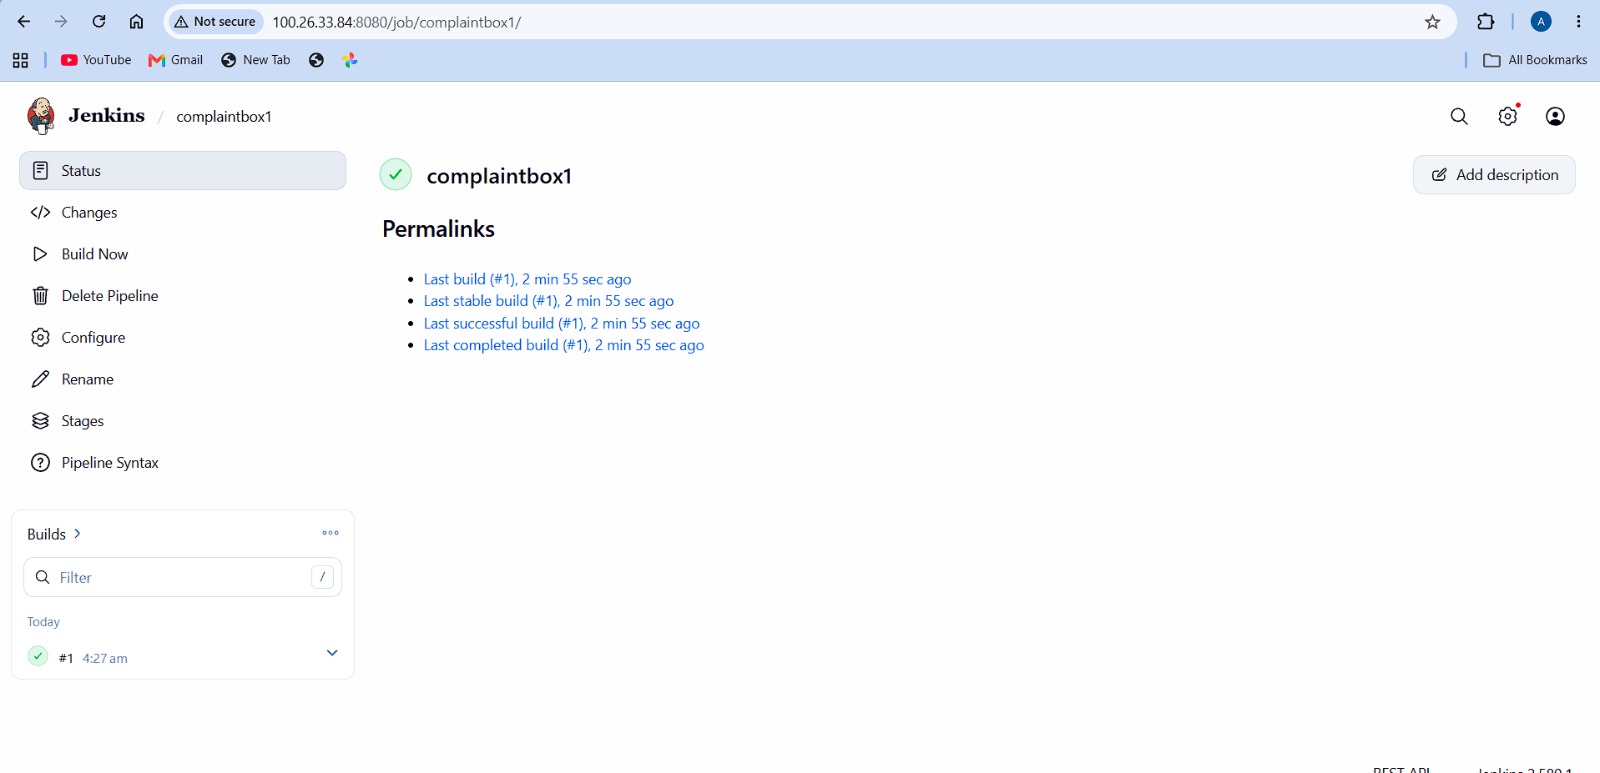 Not secure 100.26.33.84:8080/job/complaintbox1/ A
YouTube Gmail New Tab All Bookmarks
Jenkins / complaintbox1
Status
Changes
Build Now
Delete Pipeline
Configure
Rename
Stages
Pipeline Syntax
Builds
Filter /
Today
#1 4:27 am
complaintbox1
Add description
Permalinks
Last build (#1), 2 min 55 sec ago
Last stable build (#1), 2 min 55 sec ago
Last successful build (#1), 2 min 55 sec ago
Last completed build (#1), 2 min 55 sec ago
REST API